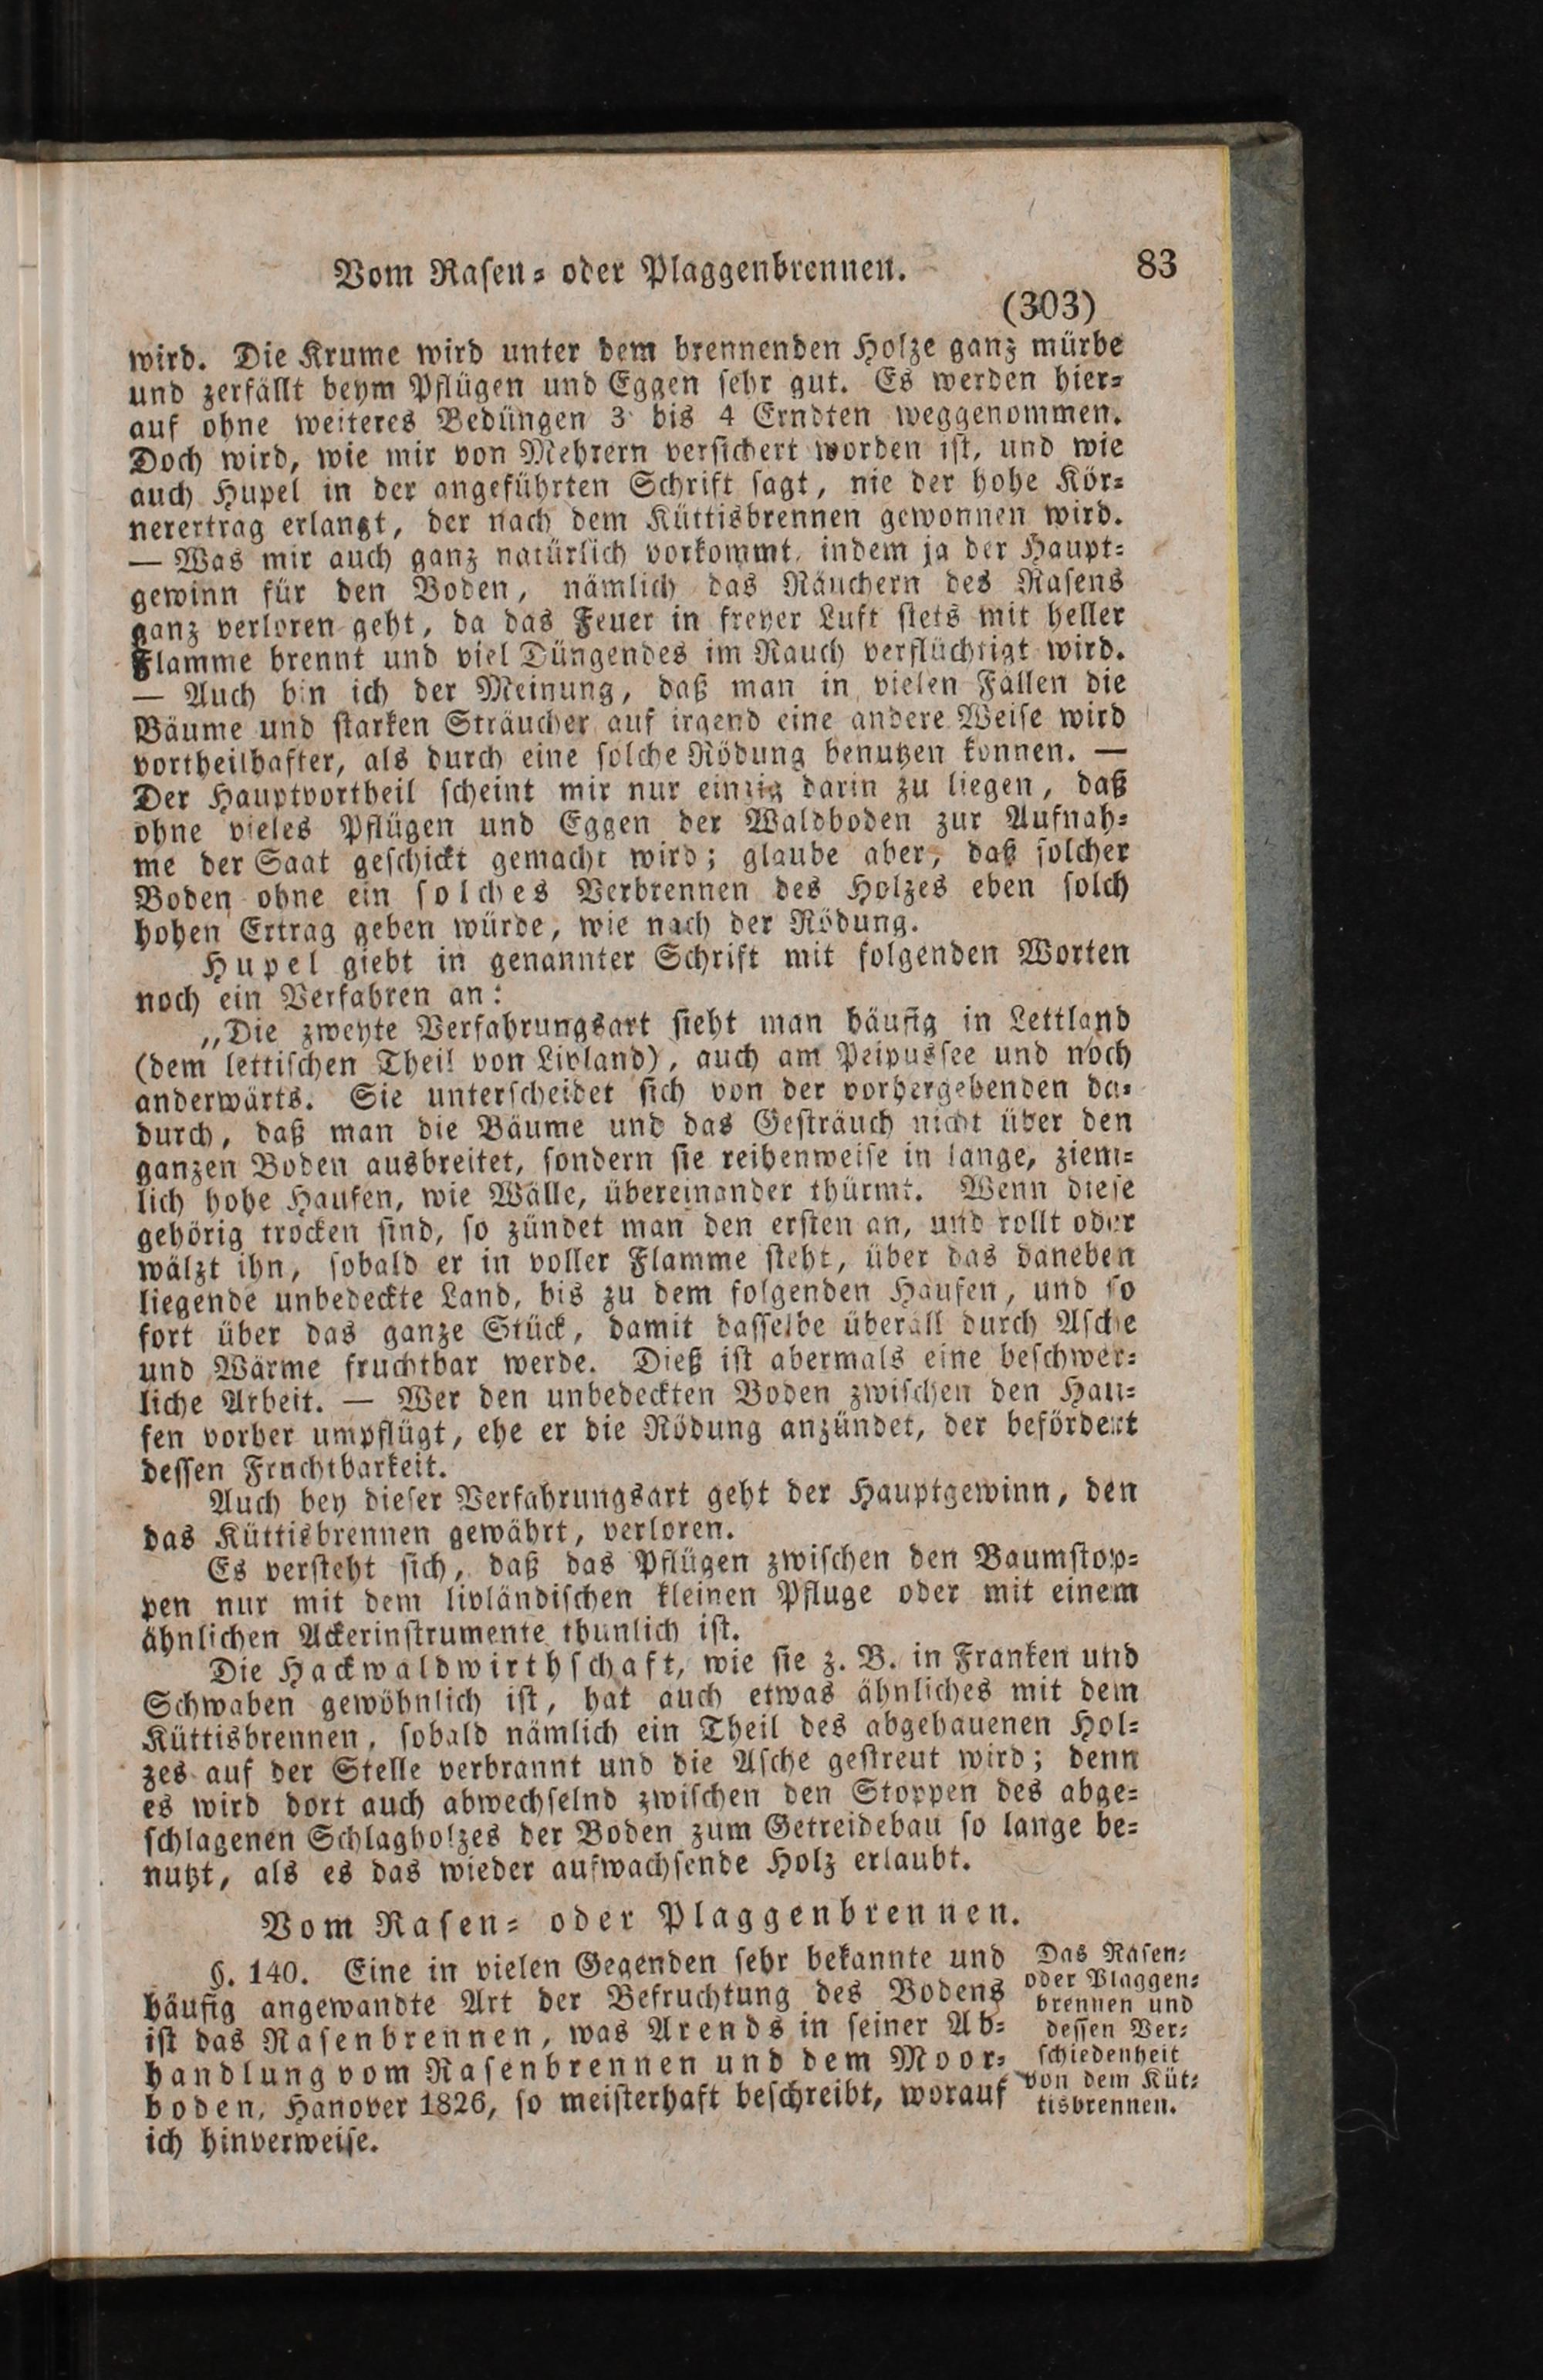 Vom Raſen- oder Plaggenbrennen. 83
(303)
wird. Die Krume wird unter dem brennenden Holze ganz mürbe
und zerfällt beym Pflügen und Eggen ſehr gut. Es werden hier-
auf ohne weiteres Bedüngen 3 bis 4 Erndten weggenommen.
Doch wird, wie mir von Mehrern verſichert worden iſt, und wie
auch Hupel in der angeführten Schrift ſagt, nie der hohe Kör-
nerertrag erlangt, der nach dem Küttisbrennen gewonnen wird.
— Was mir auch ganz natürlich vorkommt, indem ja der Haupt-
gewinn für den Boden, nämlich das Räuchern des Raſens
ganz verloren geht, da das Feuer in freyer Luft ſtets mit heller
Flamme brennt und viel Düngendes im Rauch verflüchtigt wird.
— Auch bin ich der Meinung, daß man in vielen Fällen die
Bäume und ſtarken Sträucher auf irgend eine andere Weiſe wird
vortheilhafter, als durch eine ſolche Rödung benutzen konnen. —
Der Hauptvortheil ſcheint mir nur einzig darin zu liegen, daß
ohne vieles Pflügen und Eggen der Waldboden zur Aufnah-
me der Saat geſchickt gemacht wird; glaube aber, daß ſolcher
Boden ohne ein ſolches Verbrennen des Holzes eben ſolch
hohen Ertrag geben würde, wie nach der Rödung.
Hupel giebt in genannter Schrift mit folgenden Worten
noch ein Verfahren an:
„Die zweyte Verfahrungsart ſieht man häufig in Lettland
(dem lettiſchen Theil von Livland), auch am Peipusſee und noch
anderwärts. Sie unterſcheidet ſich von der vorhergehenden da-
durch, daß man die Bäume und das Geſträuch nicht über den
ganzen Boden ausbreitet, ſondern ſie reihenweiſe in lange, ziem-
lich hohe Haufen, wie Wälle, übereinander thürmt. Wenn dieſe
gehörig trocken ſind, ſo zündet man den erſten an, und rollt oder
wälzt ihn, ſobald er in voller Flamme ſteht, über das daneben
liegende unbedeckte Land, bis zu dem folgenden Haufen, und ſo
fort über das ganze Stück, damit daſſelbe überall durch Aſche
und Wärme fruchtbar werde. Dieß iſt abermals eine beſchwer-
liche Arbeit. — Wer den unbedeckten Boden zwiſchen den Hau-
fen vorher umpflügt, ehe er die Rödung anzündet, der befördert
deſſen Fruchtbarkeit.
Auch bey dieſer Verfahrungsart geht der Hauptgewinn, den
das Küttisbrennen gewährt, verloren.
Es verſteht ſich, daß das Pflügen zwiſchen den Baumſtop-
pen nur mit dem livländiſchen kleinen Pfluge oder mit einem
ähnlichen Ackerinſtrumente thunlich iſt.
Die Hackwaldwirthſchaft, wie ſie z. B. in Franken und
Schwaben gewöhnlich iſt, hat auch etwas ähnliches mit dem
Küttisbrennen, ſobald nämlich ein Theil des abgehauenen Hol-
zes auf der Stelle verbrannt und die Aſche geſtreut wird; denn
es wird dort auch abwechſelnd zwiſchen den Stoppen des abge-
ſchlagenen Schlagholzes der Boden zum Getreidebau ſo lange be-
nutzt, als es das wieder aufwachſende Holz erlaubt.
Vom Raſen- oder Plaggenbrennen.
§. 140. Eine in vielen Gegenden ſehr bekannte und
häufig angewandte Art der Befruchtung des Bodens
iſt das Raſenbrennen, was Arends in ſeiner Ab-
handlung vom Raſenbrennen und dem Moor-
boden, Hanover 1826, ſo meiſterhaft beſchreibt, worauf
ich hinverweiſe.
Das Raſen-
oder Plaggen-
brennen und
deſſen Ver-
ſchiedenheit
von dem Küt-
tisbrennen.